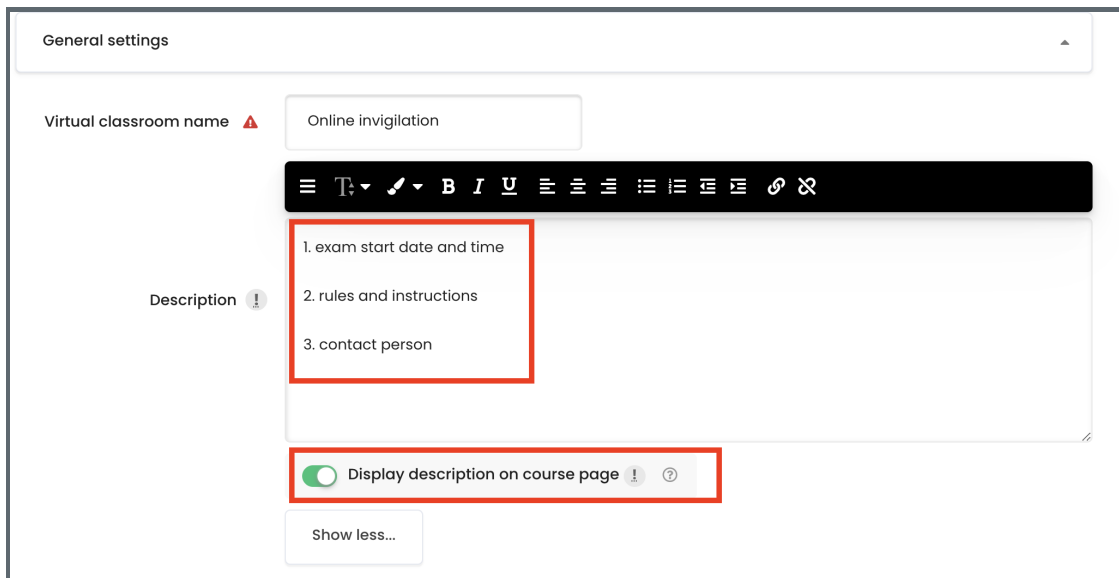 General settings
Virtual classroom name
Online invigilation
T B I U
Description
1. exam start date and time
2. rules and instructions
3. contact person
Display description on course page
Show less...